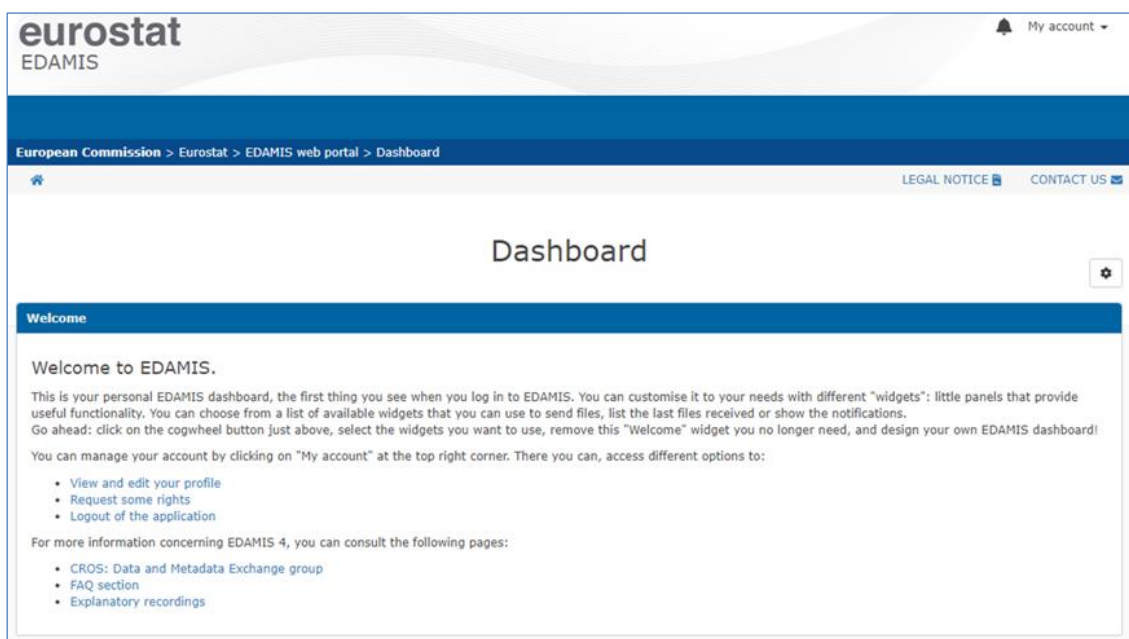 eurostat
EDAMIS
My account
European Commission > Eurostat > EDAMIS web portal > Dashboard
LEGAL NOTICE
CONTACT US
Dashboard
Welcome
Welcome to EDAMIS.
This is your personal EDAMIS dashboard, the first thing you see when you log in to EDAMIS. You can customise it to your needs with different "widgets": little panels that provide
useful functionality. You can choose from a list of available widgets that you can use to send files, list the last files received or show the notifications.
Go ahead: click on the cogwheel button just above, select the widgets you want to use, remove this "Welcome" widget you no longer need, and design your own EDAMIS dashboard!
You can manage your account by clicking on "My account" at the top right corner. There you can, access different options to:
• View and edit your profile
• Request some rights
• Logout of the application
For more information concerning EDAMIS 4, you can consult the following pages:
• CROS: Data and Metadata Exchange group
• FAQ section
• Explanatory recordings